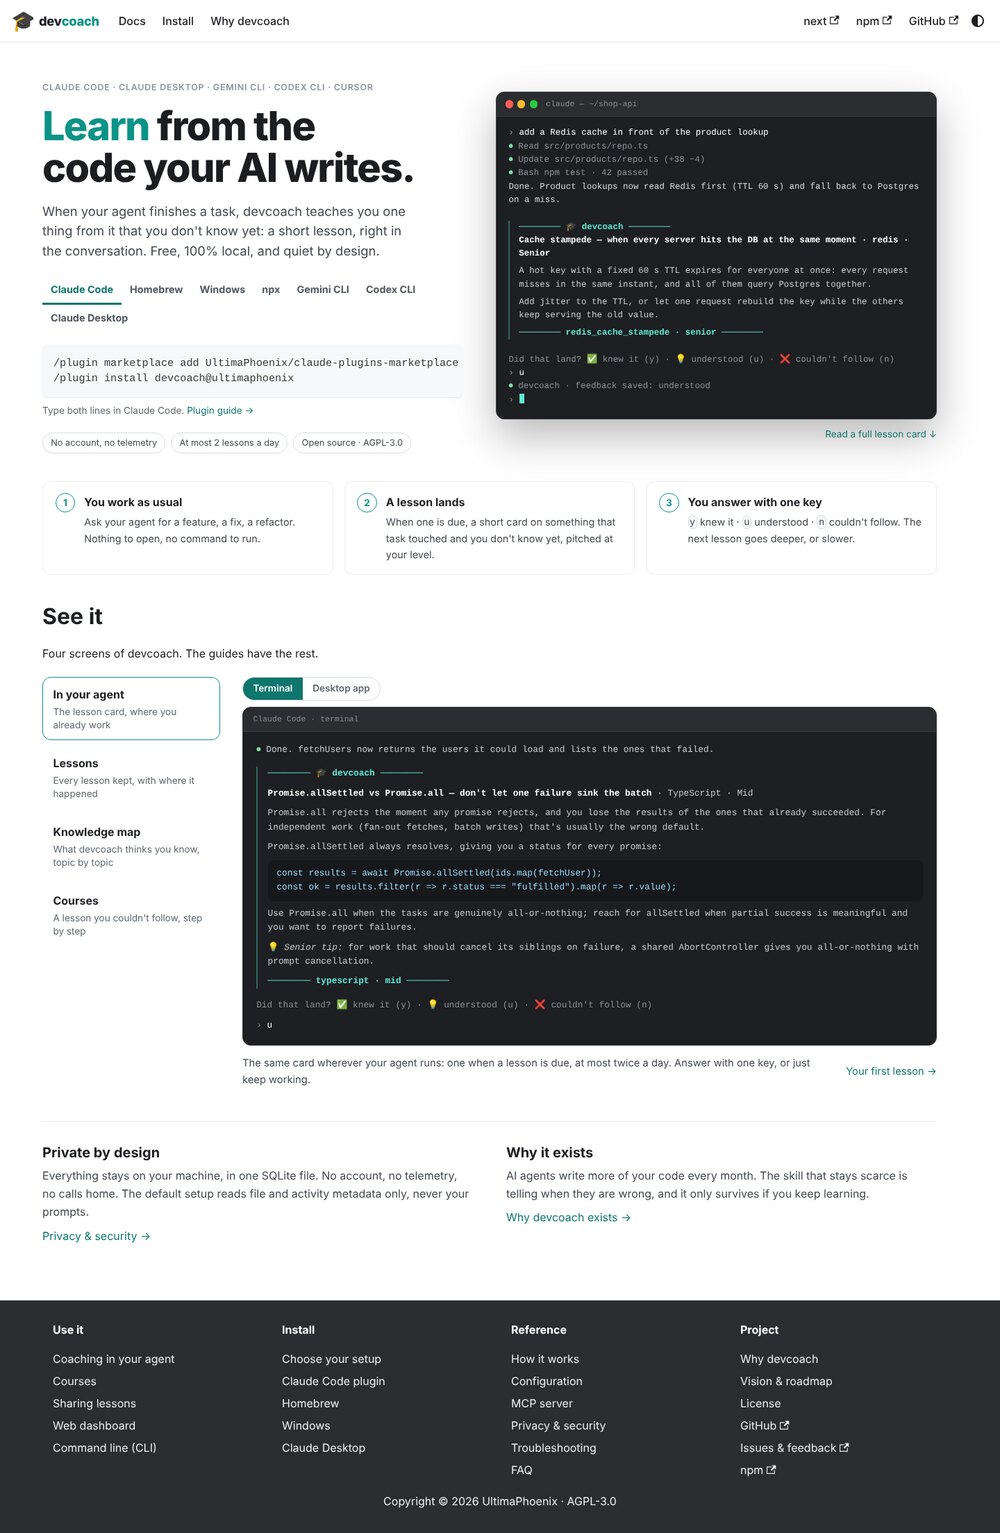 🎓 devcoach Docs Install Why devcoach next npm GitHub
CLAUDE CODE · CLAUDE DESKTOP · GEMINI CLI · CODEX CLI · CURSOR
Learn from the
code your AI writes.
When your agent finishes a task, devcoach teaches you one
thing from it that you don't know yet: a short lesson, right in
the conversation. Free, 100% local, and quiet by design.
Claude Code Homebrew Windows npx Gemini CLI Codex CLI
Claude Desktop
/plugin marketplace add UltimaPhoenix/claude-plugins-marketplace
/plugin install devcoach@ultimaphoenix
Type both lines in Claude Code. Plugin guide →
No account, no telemetry At most 2 lessons a day Open source · AGPL-3.0
claude — ~/shop-api
› add a Redis cache in front of the product lookup
● Read src/products/repo.ts
● Update src/products/repo.ts (+38 −4)
● Bash npm test · 42 passed
Done. Product lookups now read Redis first (TTL 60 s) and fall back to Postgres
on a miss.
🎓 devcoach
Cache stampede — when every server hits the DB at the same moment · redis ·
Senior
A hot key with a fixed 60 s TTL expires for everyone at once: every request
misses in the same instant, and all of them query Postgres together.
Add jitter to the TTL, or let one request rebuild the key while the others
keep serving the old value.
redis_cache_stampede · senior
Did that land? ✅ knew it (y) · 💡 understood (u) · ❌ couldn't follow (n)
› u
● devcoach · feedback saved: understood
›
Read a full lesson card ↓
1 You work as usual
Ask your agent for a feature, a fix, a refactor.
Nothing to open, no command to run.
2 A lesson lands
When one is due, a short card on something that
task touched and you don't know yet, pitched at
your level.
3 You answer with one key
y knew it · u understood · n couldn't follow. The
next lesson goes deeper, or slower.
See it
Four screens of devcoach. The guides have the rest.
In your agent
The lesson card, where you
already work
Lessons
Every lesson kept, with where it
happened
Knowledge map
What devcoach thinks you know,
topic by topic
Courses
A lesson you couldn't follow, step
by step
Terminal Desktop app
Claude Code · terminal
● Done. fetchUsers now returns the users it could load and lists the ones that failed.
🎓 devcoach
Promise.allSettled vs Promise.all — don't let one failure sink the batch · TypeScript · Mid
Promise.all rejects the moment any promise rejects, and you lose the results of the ones that already succeeded. For
independent work (fan-out fetches, batch writes) that's usually the wrong default.
Promise.allSettled always resolves, giving you a status for every promise:
const results = await Promise.allSettled(ids.map(fetchUser));
const ok = results.filter(r => r.status === "fulfilled").map(r => r.value);
Use Promise.all when the tasks are genuinely all-or-nothing; reach for allSettled when partial success is meaningful and
you want to report failures.
💡 Senior tip: for work that should cancel its siblings on failure, a shared AbortController gives you all-or-nothing with
prompt cancellation.
typescript · mid
Did that land? ✅ knew it (y) · 💡 understood (u) · ❌ couldn't follow (n)
› u
The same card wherever your agent runs: one when a lesson is due, at most twice a day. Answer with one key, or just
keep working.
Your first lesson →
Private by design
Everything stays on your machine, in one SQLite file. No account, no telemetry,
no calls home. The default setup reads file and activity metadata only, never your
prompts.
Privacy & security →
Why it exists
AI agents write more of your code every month. The skill that stays scarce is
telling when they are wrong, and it only survives if you keep learning.
Why devcoach exists →
Use it
Coaching in your agent
Courses
Sharing lessons
Web dashboard
Command line (CLI)
Install
Choose your setup
Claude Code plugin
Homebrew
Windows
Claude Desktop
Reference
How it works
Configuration
MCP server
Privacy & security
Troubleshooting
FAQ
Project
Why devcoach
Vision & roadmap
License
GitHub
Issues & feedback
npm
Copyright © 2026 UltimaPhoenix · AGPL-3.0